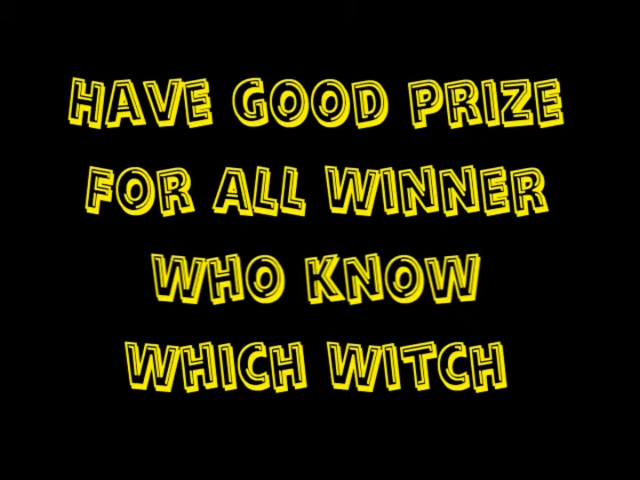 HAVE GOOD PRIZE
FOR ALL WINNER
WHO KNOW
WHICH WITCH